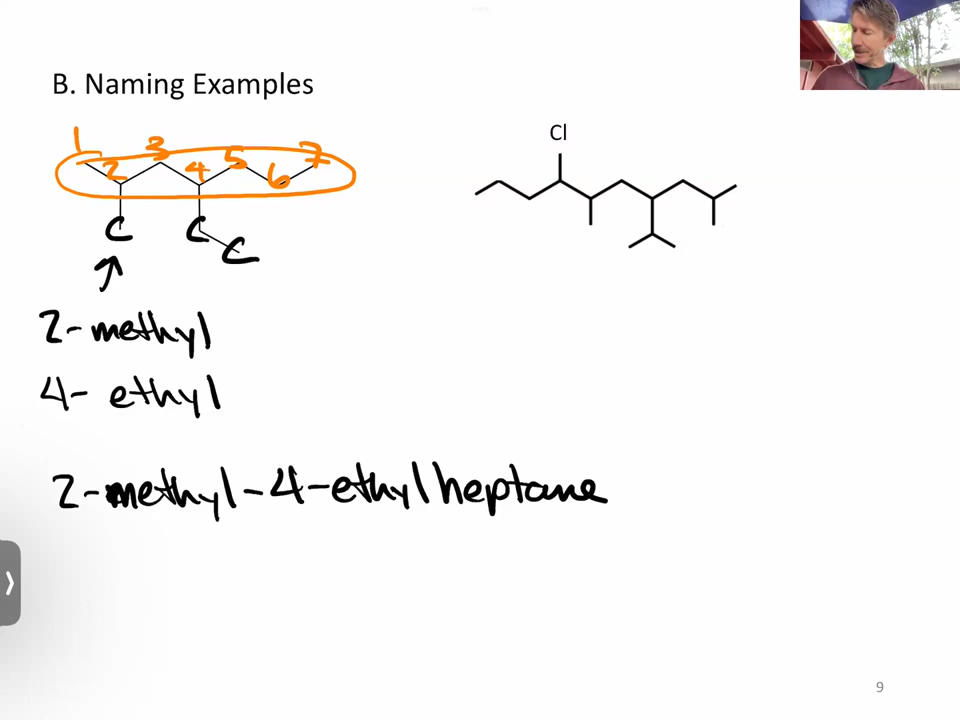 B. Naming Examples
Cl
1 2 3 4 5 6 7
C C C
2-methyl
4-ethyl
2-methyl-4-ethylheptane
9